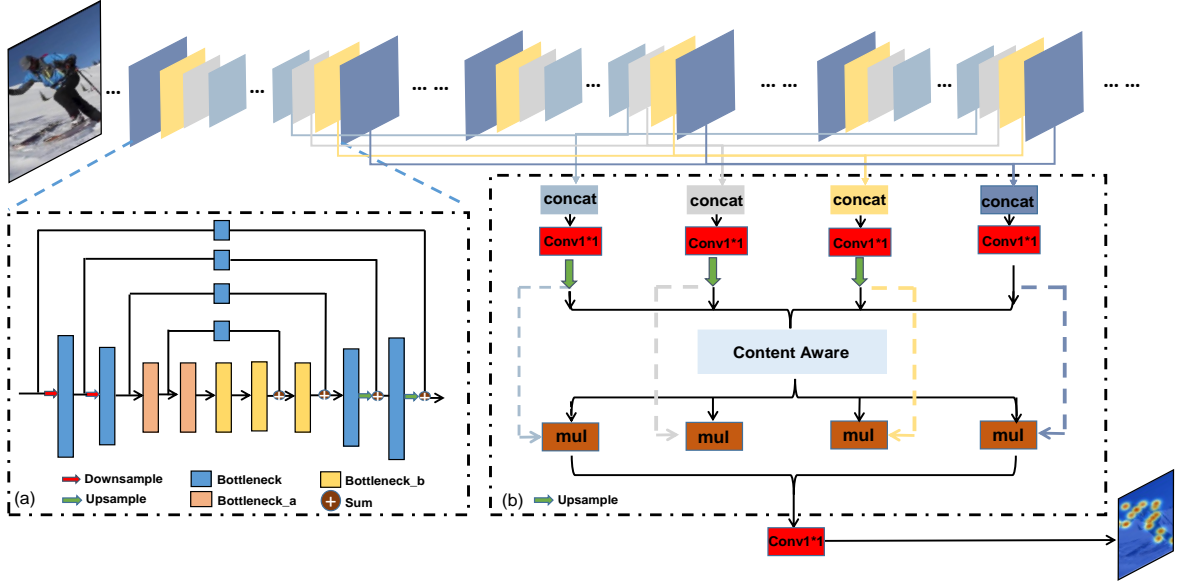 ... ... ... ... ... ... ... ... ... ... ...
concat concat concat concat
Conv1*1 Conv1*1 Conv1*1 Conv1*1
Content Aware
mul mul mul mul
Downsample Bottleneck Bottleneck_b
(a) Upsample Bottleneck_a Sum
(b) Upsample
Conv1*1